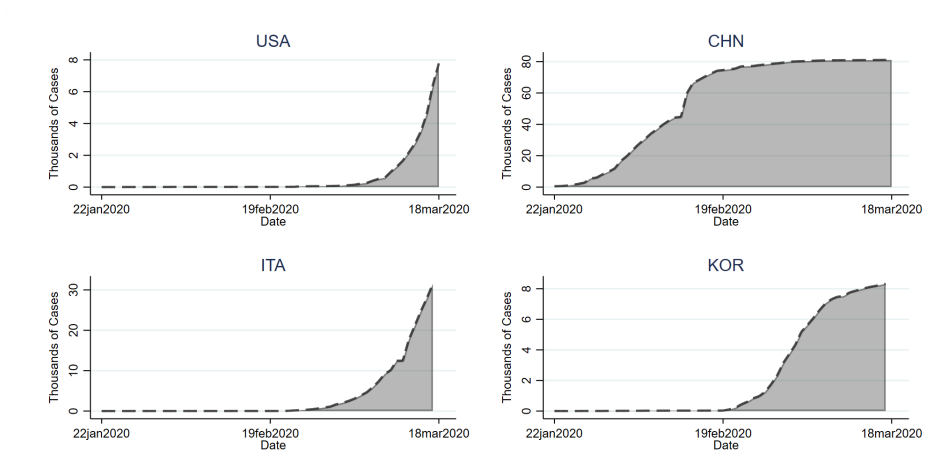 USA
Thousands of Cases
8
6
4
2
0
22jan2020 19feb2020 18mar2020
Date
CHN
Thousands of Cases
80
60
40
20
0
22jan2020 19feb2020 18mar2020
Date
ITA
Thousands of Cases
30
20
10
0
22jan2020 19feb2020 18mar2020
Date
KOR
Thousands of Cases
8
6
4
2
0
22jan2020 19feb2020 18mar2020
Date